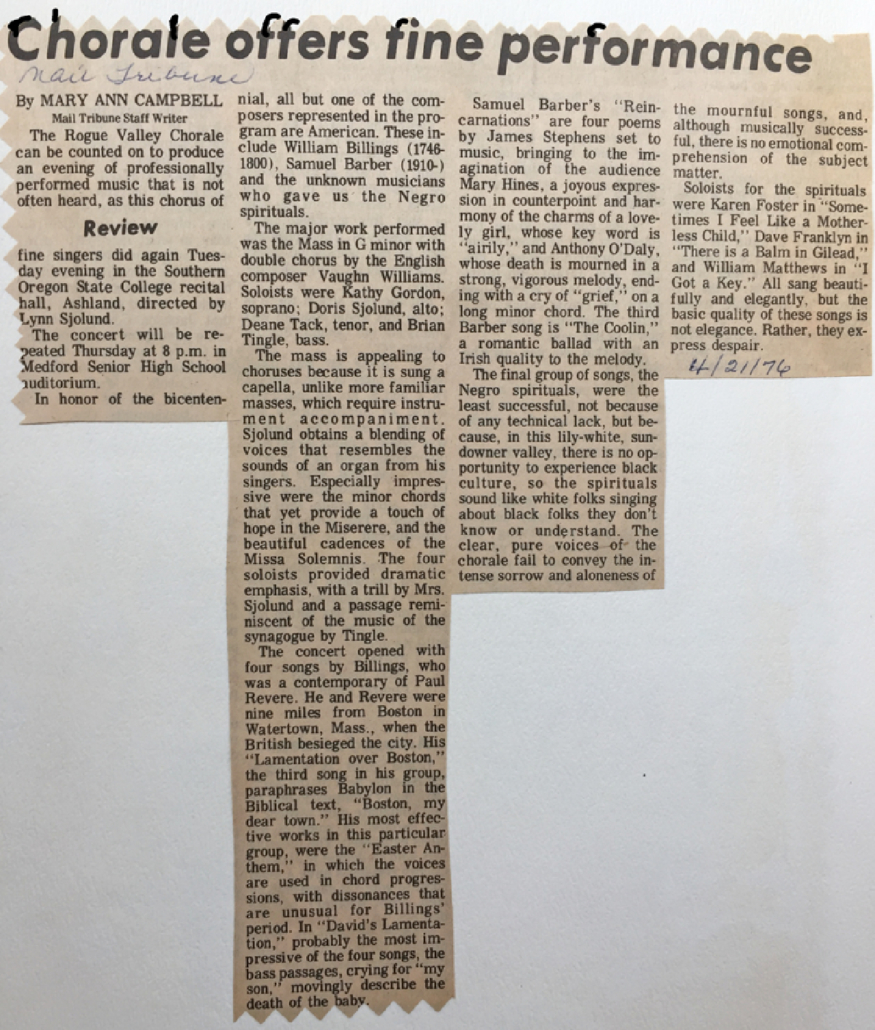 Chorale offers fine performance
Mail Tribune
By MARY ANN CAMPBELL
Mail Tribune Staff Writer
The Rogue Valley Chorale
can be counted on to produce
an evening of professionally
performed music that is not
often heard, as this chorus of
Review
fine singers did again Tues-
day evening in the Southern
Oregon State College recital
hall, Ashland, directed by
Lynn Sjolund.
The concert will be re-
peated Thursday at 8 p.m. in
Medford Senior High School
auditorium.
In honor of the bicenten-
nial, all but one of the com-
posers represented in the pro-
gram are American. These in-
clude William Billings (1746-
1800), Samuel Barber (1910-)
and the unknown musicians
who gave us the Negro
spirituals.
The major work performed
was the Mass in G minor with
double chorus by the English
composer Vaughn Williams.
Soloists were Kathy Gordon,
soprano; Doris Sjolund, alto;
Deane Tack, tenor, and Brian
Tingle, bass.
The mass is appealing to
choruses because it is sung a
capella, unlike more familiar
masses, which require instru-
ment accompaniment.
Sjolund obtains a blending of
voices that resembles the
sounds of an organ from his
singers. Especially impres-
sive were the minor chords
that yet provide a touch of
hope in the Miserere, and the
beautiful cadences of the
Missa Solemnis. The four
soloists provided dramatic
emphasis, with a trill by Mrs.
Sjolund and a passage remi-
niscent of the music of the
synagogue by Tingle.
The concert opened with
four songs by Billings, who
was a contemporary of Paul
Revere. He and Revere were
nine miles from Boston in
Watertown, Mass., when the
British besieged the city. His
"Lamentation over Boston,"
the third song in his group,
paraphrases Babylon in the
Biblical text, "Boston, my
dear town." His most effec-
tive works in this particular
group, were the "Easter An-
them," in which the voices
are used in chord progres-
sions, with dissonances that
are unusual for Billings'
period. In "David's Lamenta-
tion," probably the most im-
pressive of the four songs, the
bass passages, crying for "my
son," movingly describe the
death of the baby.
Samuel Barber's "Rein-
carnations" are four poems
by James Stephens set to
music, bringing to the im-
agination of the audience
Mary Hines, a joyous expres-
sion in counterpoint and har-
mony of the charms of a love-
ly girl, whose key word is
"airily," and Anthony O'Daly,
whose death is mourned in a
strong, vigorous melody, end-
ing with a cry of "grief," on a
long minor chord. The third
Barber song is "The Coolin,"
a romantic ballad with an
Irish quality to the melody.
The final group of songs, the
Negro spirituals, were the
least successful, not because
of any technical lack, but be-
cause, in this lily-white, sun-
downer valley, there is no op-
portunity to experience black
culture, so the spirituals
sound like white folks singing
about black folks they don't
know or understand. The
clear, pure voices of the
chorale fail to convey the in-
tense sorrow and aloneness of
the mournful songs, and,
although musically success-
ful, there is no emotional com-
prehension of the subject
matter.
Soloists for the spirituals
were Karen Foster in "Some-
times I Feel Like a Mother-
less Child," Dave Franklyn in
"There is a Balm in Gilead,"
and William Matthews in "I
Got a Key." All sang beauti-
fully and elegantly, but the
basic quality of these songs is
not elegance. Rather, they ex-
press despair.
4/21/76